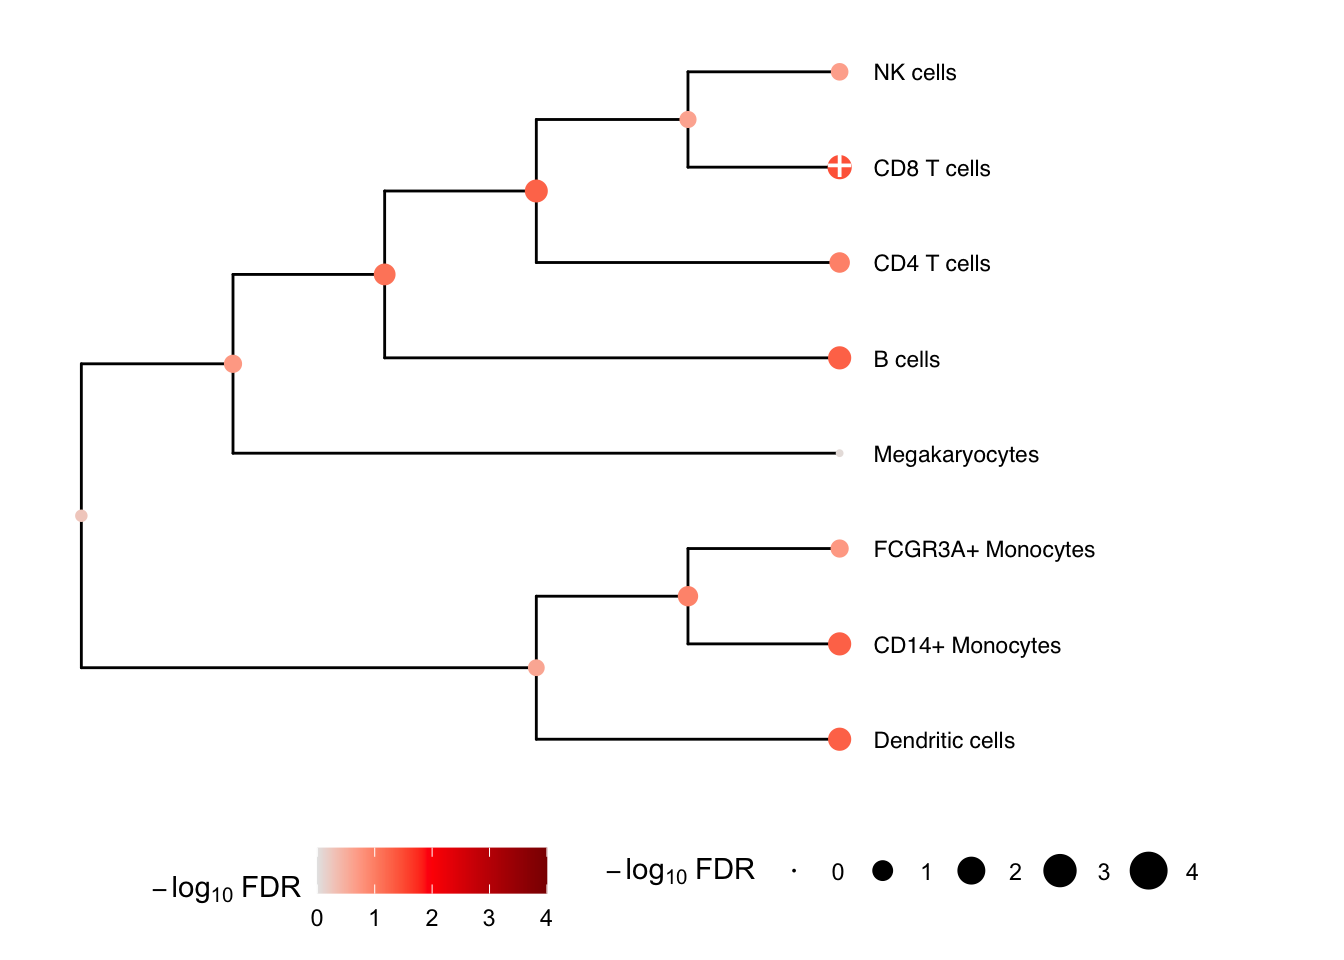 NK cells
CD8 T cells
CD4 T cells
B cells
Megakaryocytes
FCGR3A+ Monocytes
CD14+ Monocytes
Dendritic cells
−log10 FDR
0 1 2 3 4
−log10 FDR 0 1 2 3 4